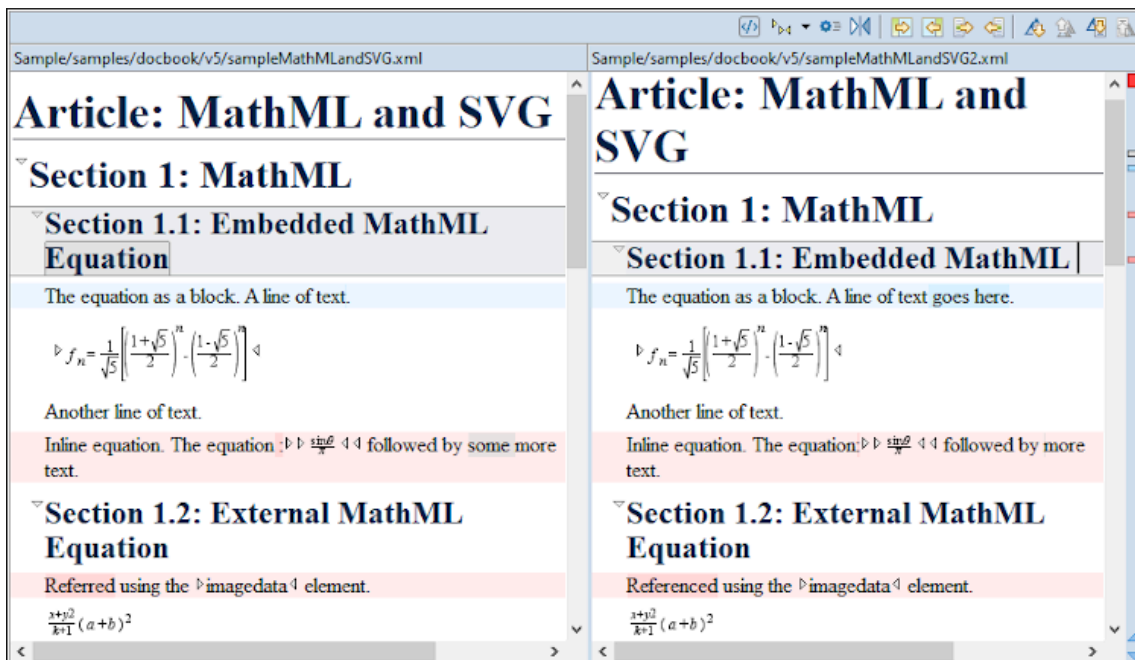 Sample/samples/docbook/v5/sampleMathMLandSVG.xml
Article: MathML and SVG
Section 1: MathML
Section 1.1: Embedded MathML
Equation
The equation as a block. A line of text.
f n = 1/√5 [((1+√5)/2)^n - ((1-√5)/2)^n]
Another line of text.
Inline equation. The equation : sinθ/π followed by some more
text.
Section 1.2: External MathML
Equation
Referred using the imagedata element.
x+y2/k+1 (a+b)2
Sample/samples/docbook/v5/sampleMathMLandSVG2.xml
Article: MathML and
SVG
Section 1: MathML
Section 1.1: Embedded MathML
The equation as a block. A line of text goes here.
f n = 1/√5 [((1+√5)/2)^n - ((1-√5)/2)^n]
Another line of text.
Inline equation. The equation: sinθ/π followed by more
text.
Section 1.2: External MathML
Equation
Referenced using the imagedata element.
x+y2/k+1 (a+b)2